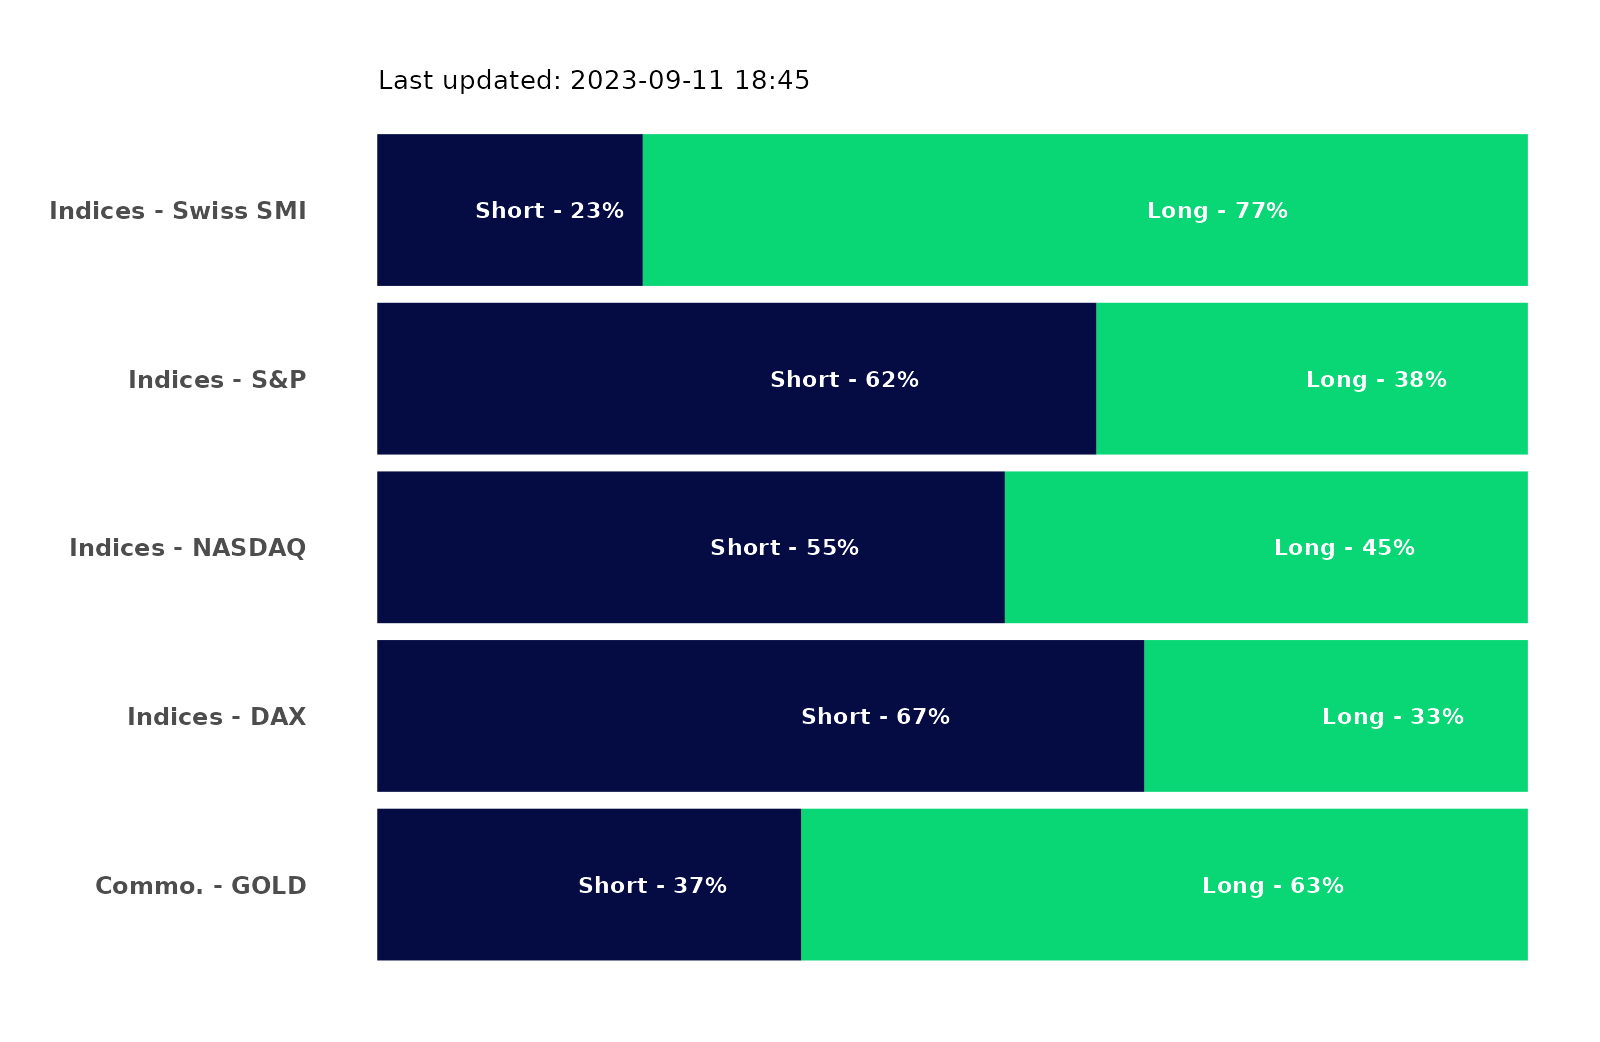 Last updated: 2023-09-11 18:45
Indices - Swiss SMI Short - 23% Long - 77%
Indices - S&P Short - 62% Long - 38%
Indices - NASDAQ Short - 55% Long - 45%
Indices - DAX Short - 67% Long - 33%
Commo. - GOLD Short - 37% Long - 63%